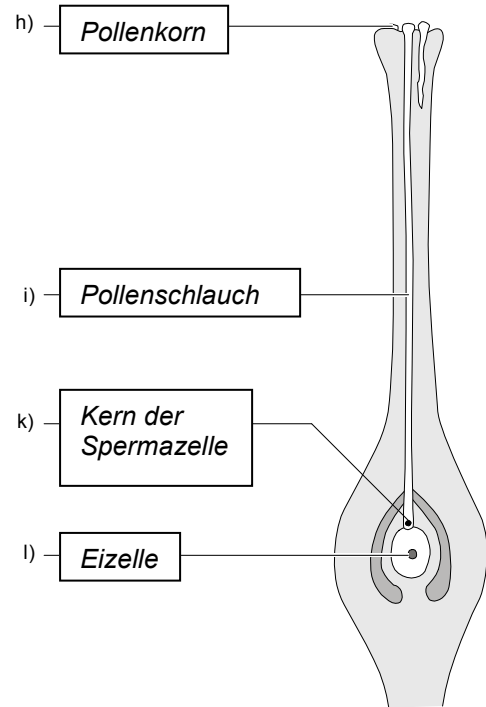 h) Pollenkorn
i) Pollenschlauch
k) Kern der
Spermazelle
l) Eizelle